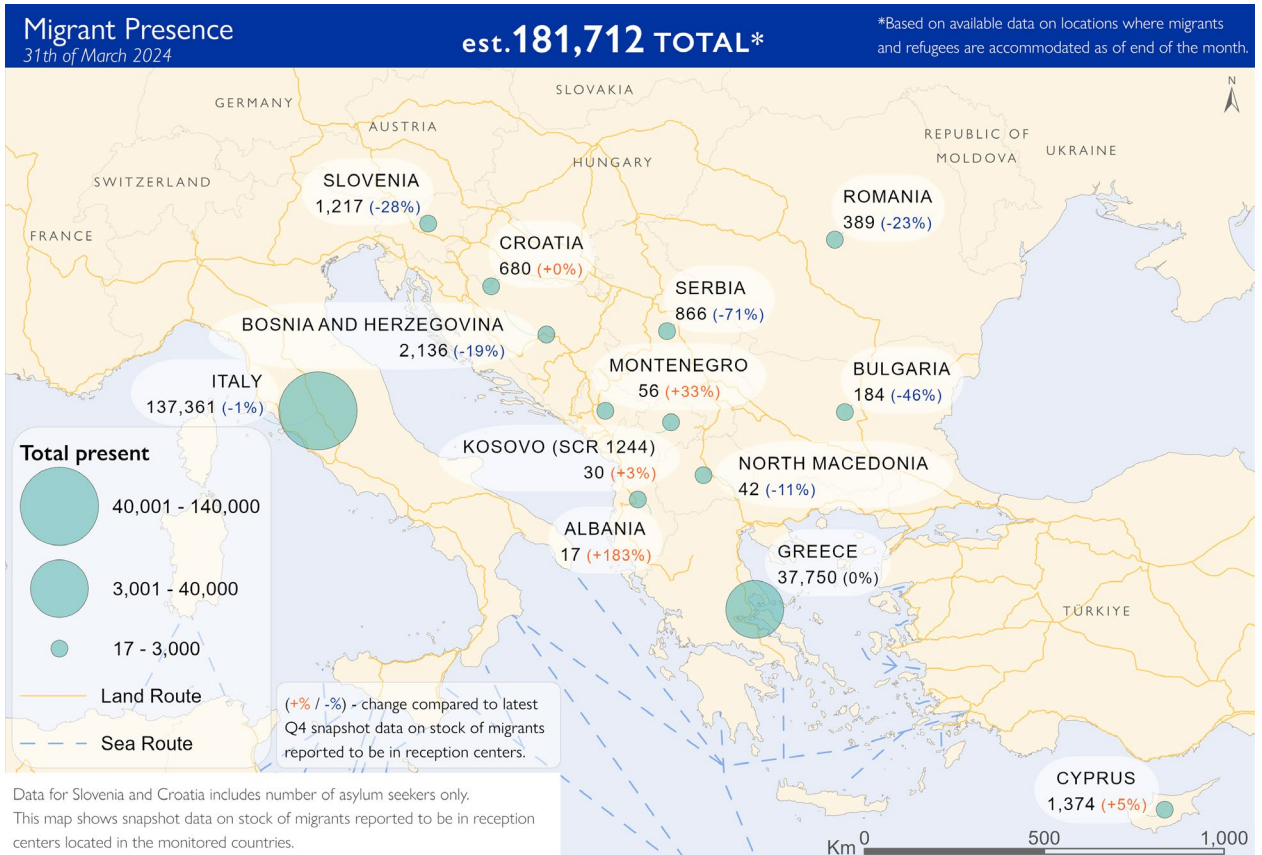 Migrant Presence
31th of March 2024
est.181,712 TOTAL*
*Based on available data on locations where migrants
and refugees are accommodated as of end of the month.
N
GERMANY
SLOVAKIA
AUSTRIA
REPUBLIC OF
MOLDOVA
UKRAINE
HUNGARY
SWITZERLAND
FRANCE
SLOVENIA
1,217 (-28%)
ROMANIA
389 (-23%)
CROATIA
680 (+0%)
SERBIA
866 (-71%)
BOSNIA AND HERZEGOVINA
2,136 (-19%)
MONTENEGRO
56 (+33%)
BULGARIA
184 (-46%)
ITALY
137,361 (-1%)
KOSOVO (SCR 1244)
30 (+3%)
NORTH MACEDONIA
42 (-11%)
ALBANIA
17 (+183%)
GREECE
37,750 (0%)
TÜRKIYE
CYPRUS
1,374 (+5%)
Total present
40,001 - 140,000
3,001 - 40,000
17 - 3,000
Land Route
Sea Route
(+% / -%) - change compared to latest
Q4 snapshot data on stock of migrants
reported to be in reception centers.
Data for Slovenia and Croatia includes number of asylum seekers only.
This map shows snapshot data on stock of migrants reported to be in reception
centers located in the monitored countries.
Km 0 500 1,000